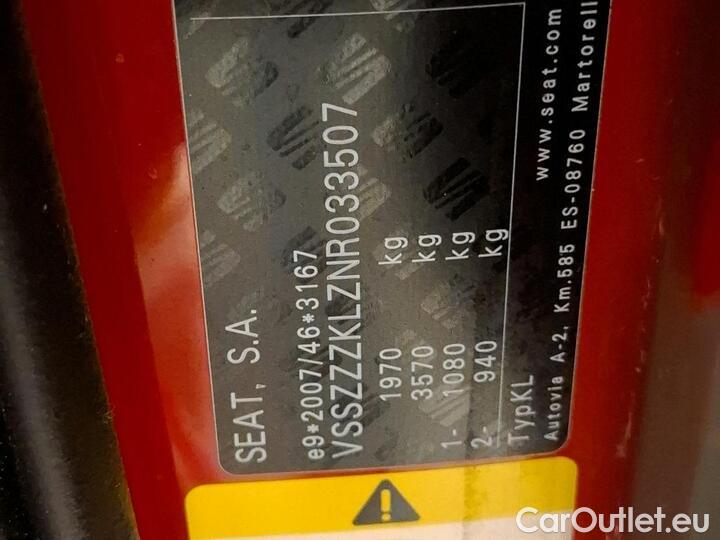 SEAT, S.A.
e9*2007/46*3167
VSSZZZKLZNR033507
1970 kg
3570 kg
1- 1080 kg
2- 940 kg
TypKL
www.seat.com
Autovia A-2, Km.585 ES-08760 Martorell
CarOutlet.eu